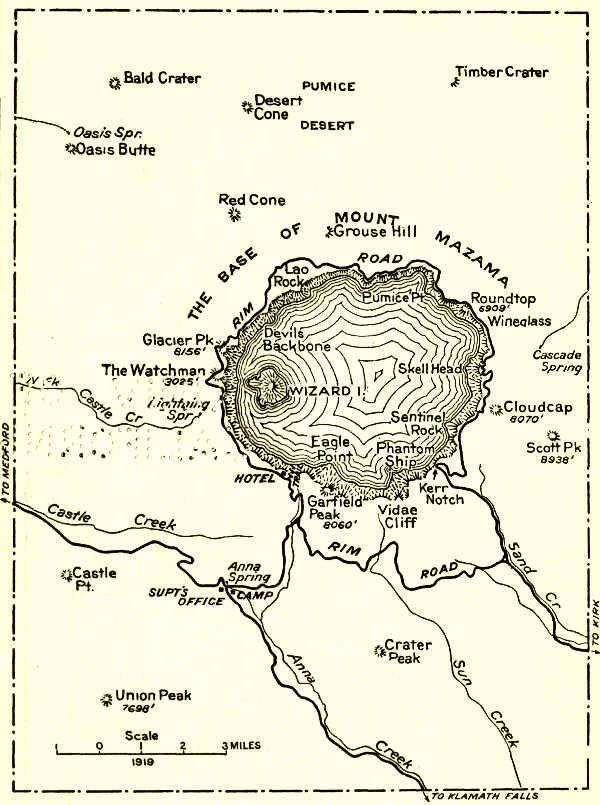 Bald Crater
Timber Crater
PUMICE
Desert
Cone
DESERT
Oasis Spr.
Oasis Butte
Red Cone
THE BASE OF MOUNT MAZAMA
Grouse Hill
ROAD
Lao
Rock
RIM
Pumice Pt.
Roundtop
6909'
Wineglass
Glacier Pk
8156'
Devils
Backbone
Cascade
Spring
The Watchman
3025'
Skell Head
Castle Cr
Lightning
Spr.
WIZARD I.
Sentinel
Rock
Cloudcap
8070'
Eagle
Point
Phantom
Ship
Scott Pk
8938'
TO MEDFORD
HOTEL
Garfield
Peak
8060'
Vidae
Cliff
Kerr
Notch
Castle Creek
RIM ROAD
Sand Cr
Anna
Spring
Castle
Pt.
SUPT'S
OFFICE
CAMP
TO KIRK
Crater
Peak
Anna Creek
Sun Creek
Union Peak
7698'
Scale
0 2 3 MILES
1919
TO KLAMATH FALLS